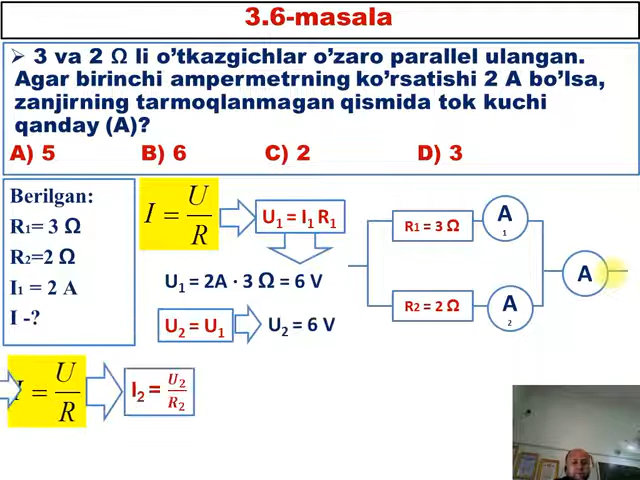 3.6-masala
➢ 3 va 2 Ω li o’tkazgichlar o’zaro parallel ulangan.
Agar birinchi ampermetrning ko’rsatishi 2 A bo’lsa,
zanjirning tarmoqlanmagan qismida tok kuchi
qanday (A)?
A) 5 B) 6 C) 2 D) 3
Berilgan:
R1= 3 Ω
R2=2 Ω
I1 = 2 A
I -?
I = U/R
U1 = I1 R1
U1 = 2A · 3 Ω = 6 V
U2 = U1
U2 = 6 V
R1 = 3 Ω
A
1
R2 = 2 Ω
A
2
A
I = U/R
I2 = U2/R2